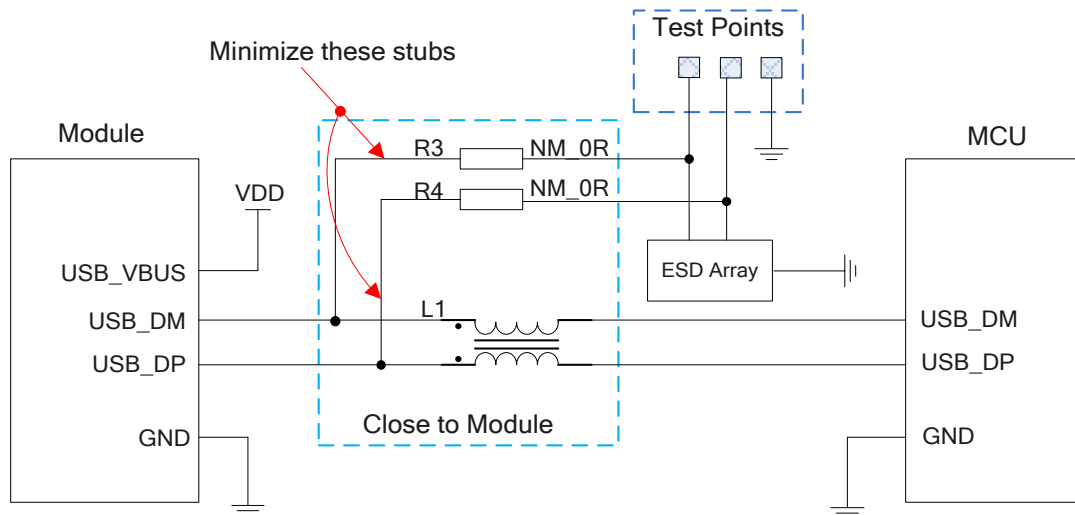 Test Points
Minimize these stubs
Module
MCU
R3 NM_0R
R4 NM_0R
VDD
ESD Array
USB_VBUS
L1
USB_DM
USB_DM
USB_DP
USB_DP
Close to Module
GND
GND